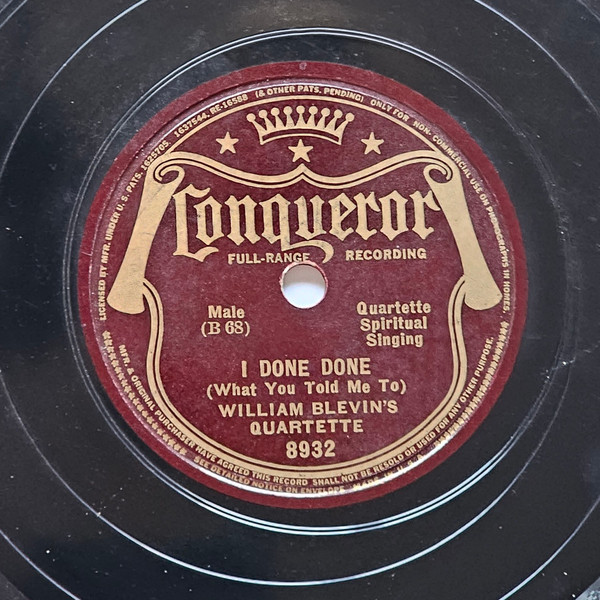 LICENSED BY MFR. UNDER U. S. PATS. 1625705. 1637544. RE-16588 (& OTHER PATS. PENDING) ONLY FOR NON-COMMERCIAL USE ON PHONOGRAPHS IN HOMES.
Conqueror
FULL-RANGE RECORDING
Male
(B 68)
Quartette
Spiritual
Singing
I DONE DONE
(What You Told Me To)
WILLIAM BLEVIN'S
QUARTETTE
8932
MFR. & ORIGINAL PURCHASER HAVE AGREED THIS RECORD SHALL NOT BE RESOLD OR USED FOR ANY OTHER PURPOSE.
SEE DETAILED NOTICE ON ENVELOPE MADE IN U. S. A.